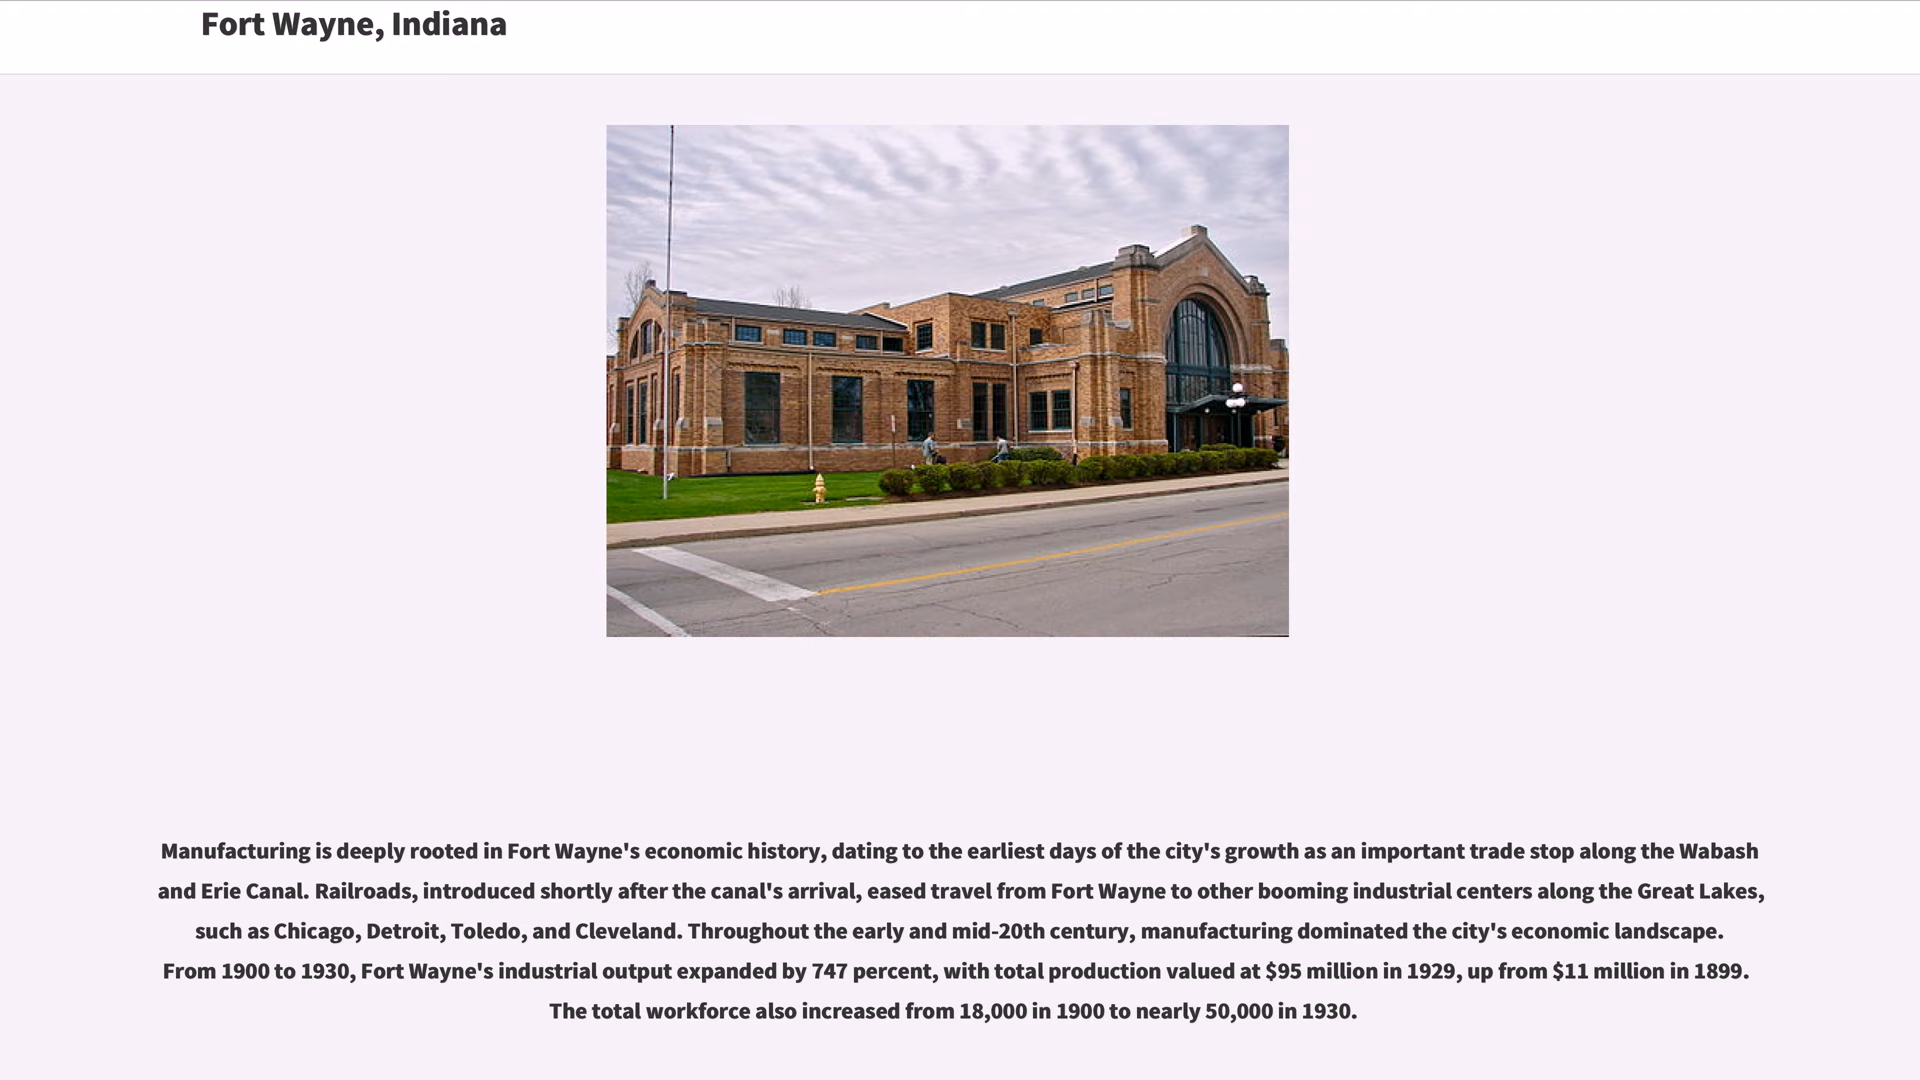 Fort Wayne, Indiana
Manufacturing is deeply rooted in Fort Wayne's economic history, dating to the earliest days of the city's growth as an important trade stop along the Wabash
and Erie Canal. Railroads, introduced shortly after the canal's arrival, eased travel from Fort Wayne to other booming industrial centers along the Great Lakes,
such as Chicago, Detroit, Toledo, and Cleveland. Throughout the early and mid-20th century, manufacturing dominated the city's economic landscape.
From 1900 to 1930, Fort Wayne's industrial output expanded by 747 percent, with total production valued at $95 million in 1929, up from $11 million in 1899.
The total workforce also increased from 18,000 in 1900 to nearly 50,000 in 1930.